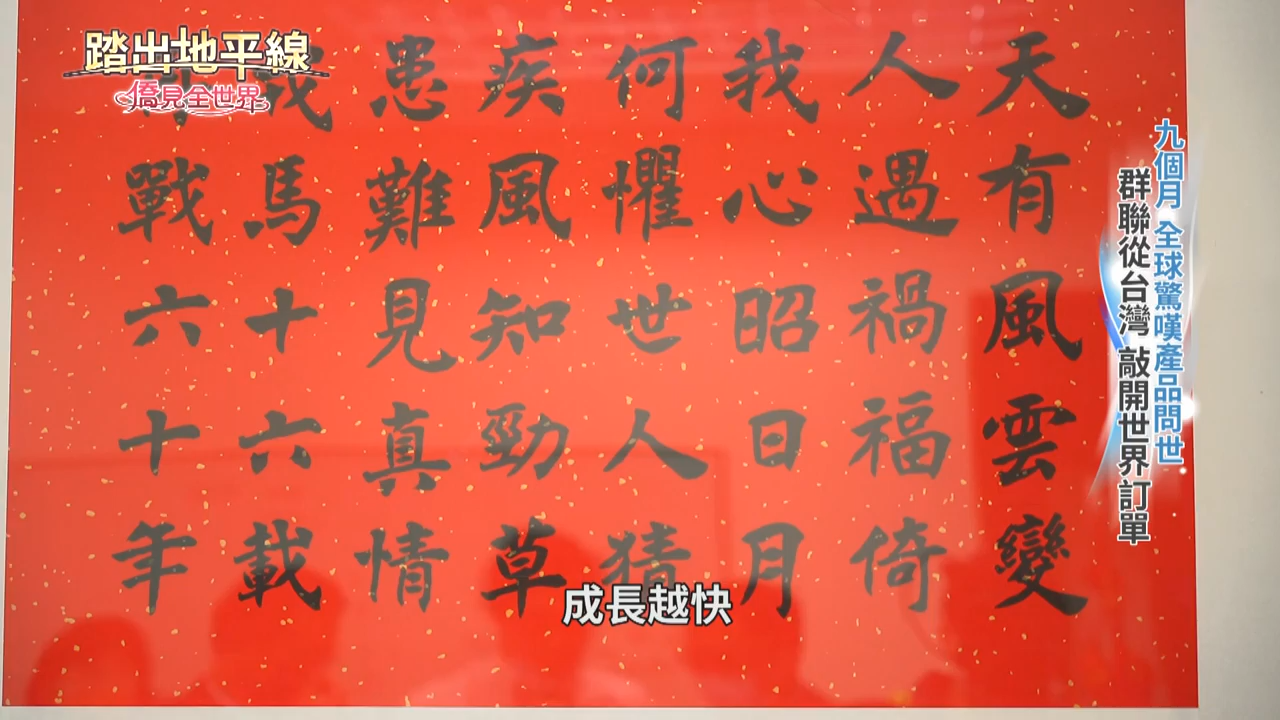 踏出地平線
僑見全世界
九個月 全球驚嘆產品問世
群聯從台灣 敲開世界訂單
天有風雲變
人遇禍福倚
我心昭日月
何懼世人猜
疾風知勁草
患難見真情
戎馬十六載
戰六十年
成長越快